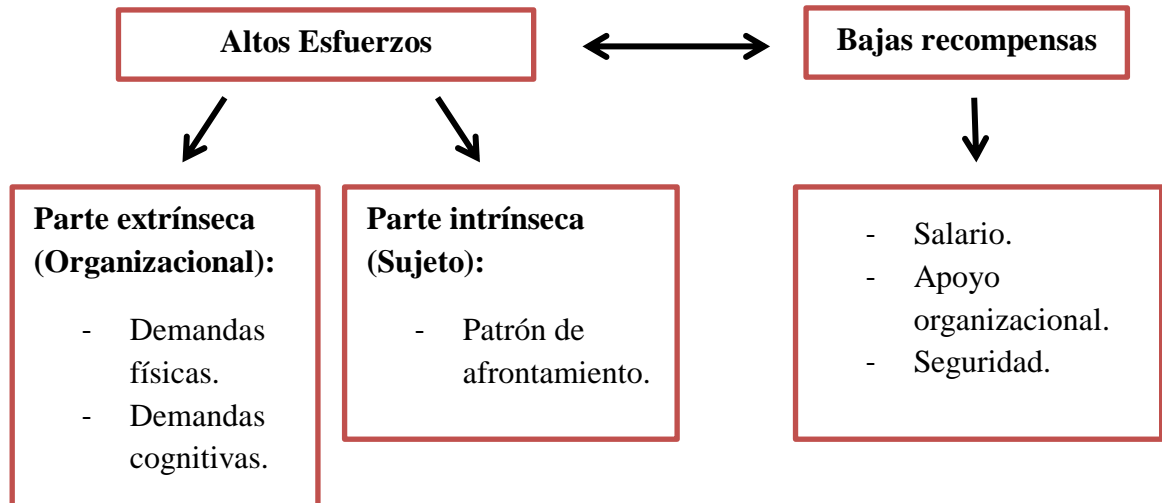 Altos Esfuerzos
Bajas recompensas
Parte extrínseca
(Organizacional):
- Demandas
físicas.
- Demandas
cognitivas.
Parte intrínseca
(Sujeto):
- Patrón de
afrontamiento.
- Salario.
- Apoyo
organizacional.
- Seguridad.